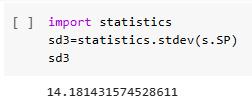 [ ] import statistics
sd3=statistics.stdev(s.SP)
sd3
14.181431574528611